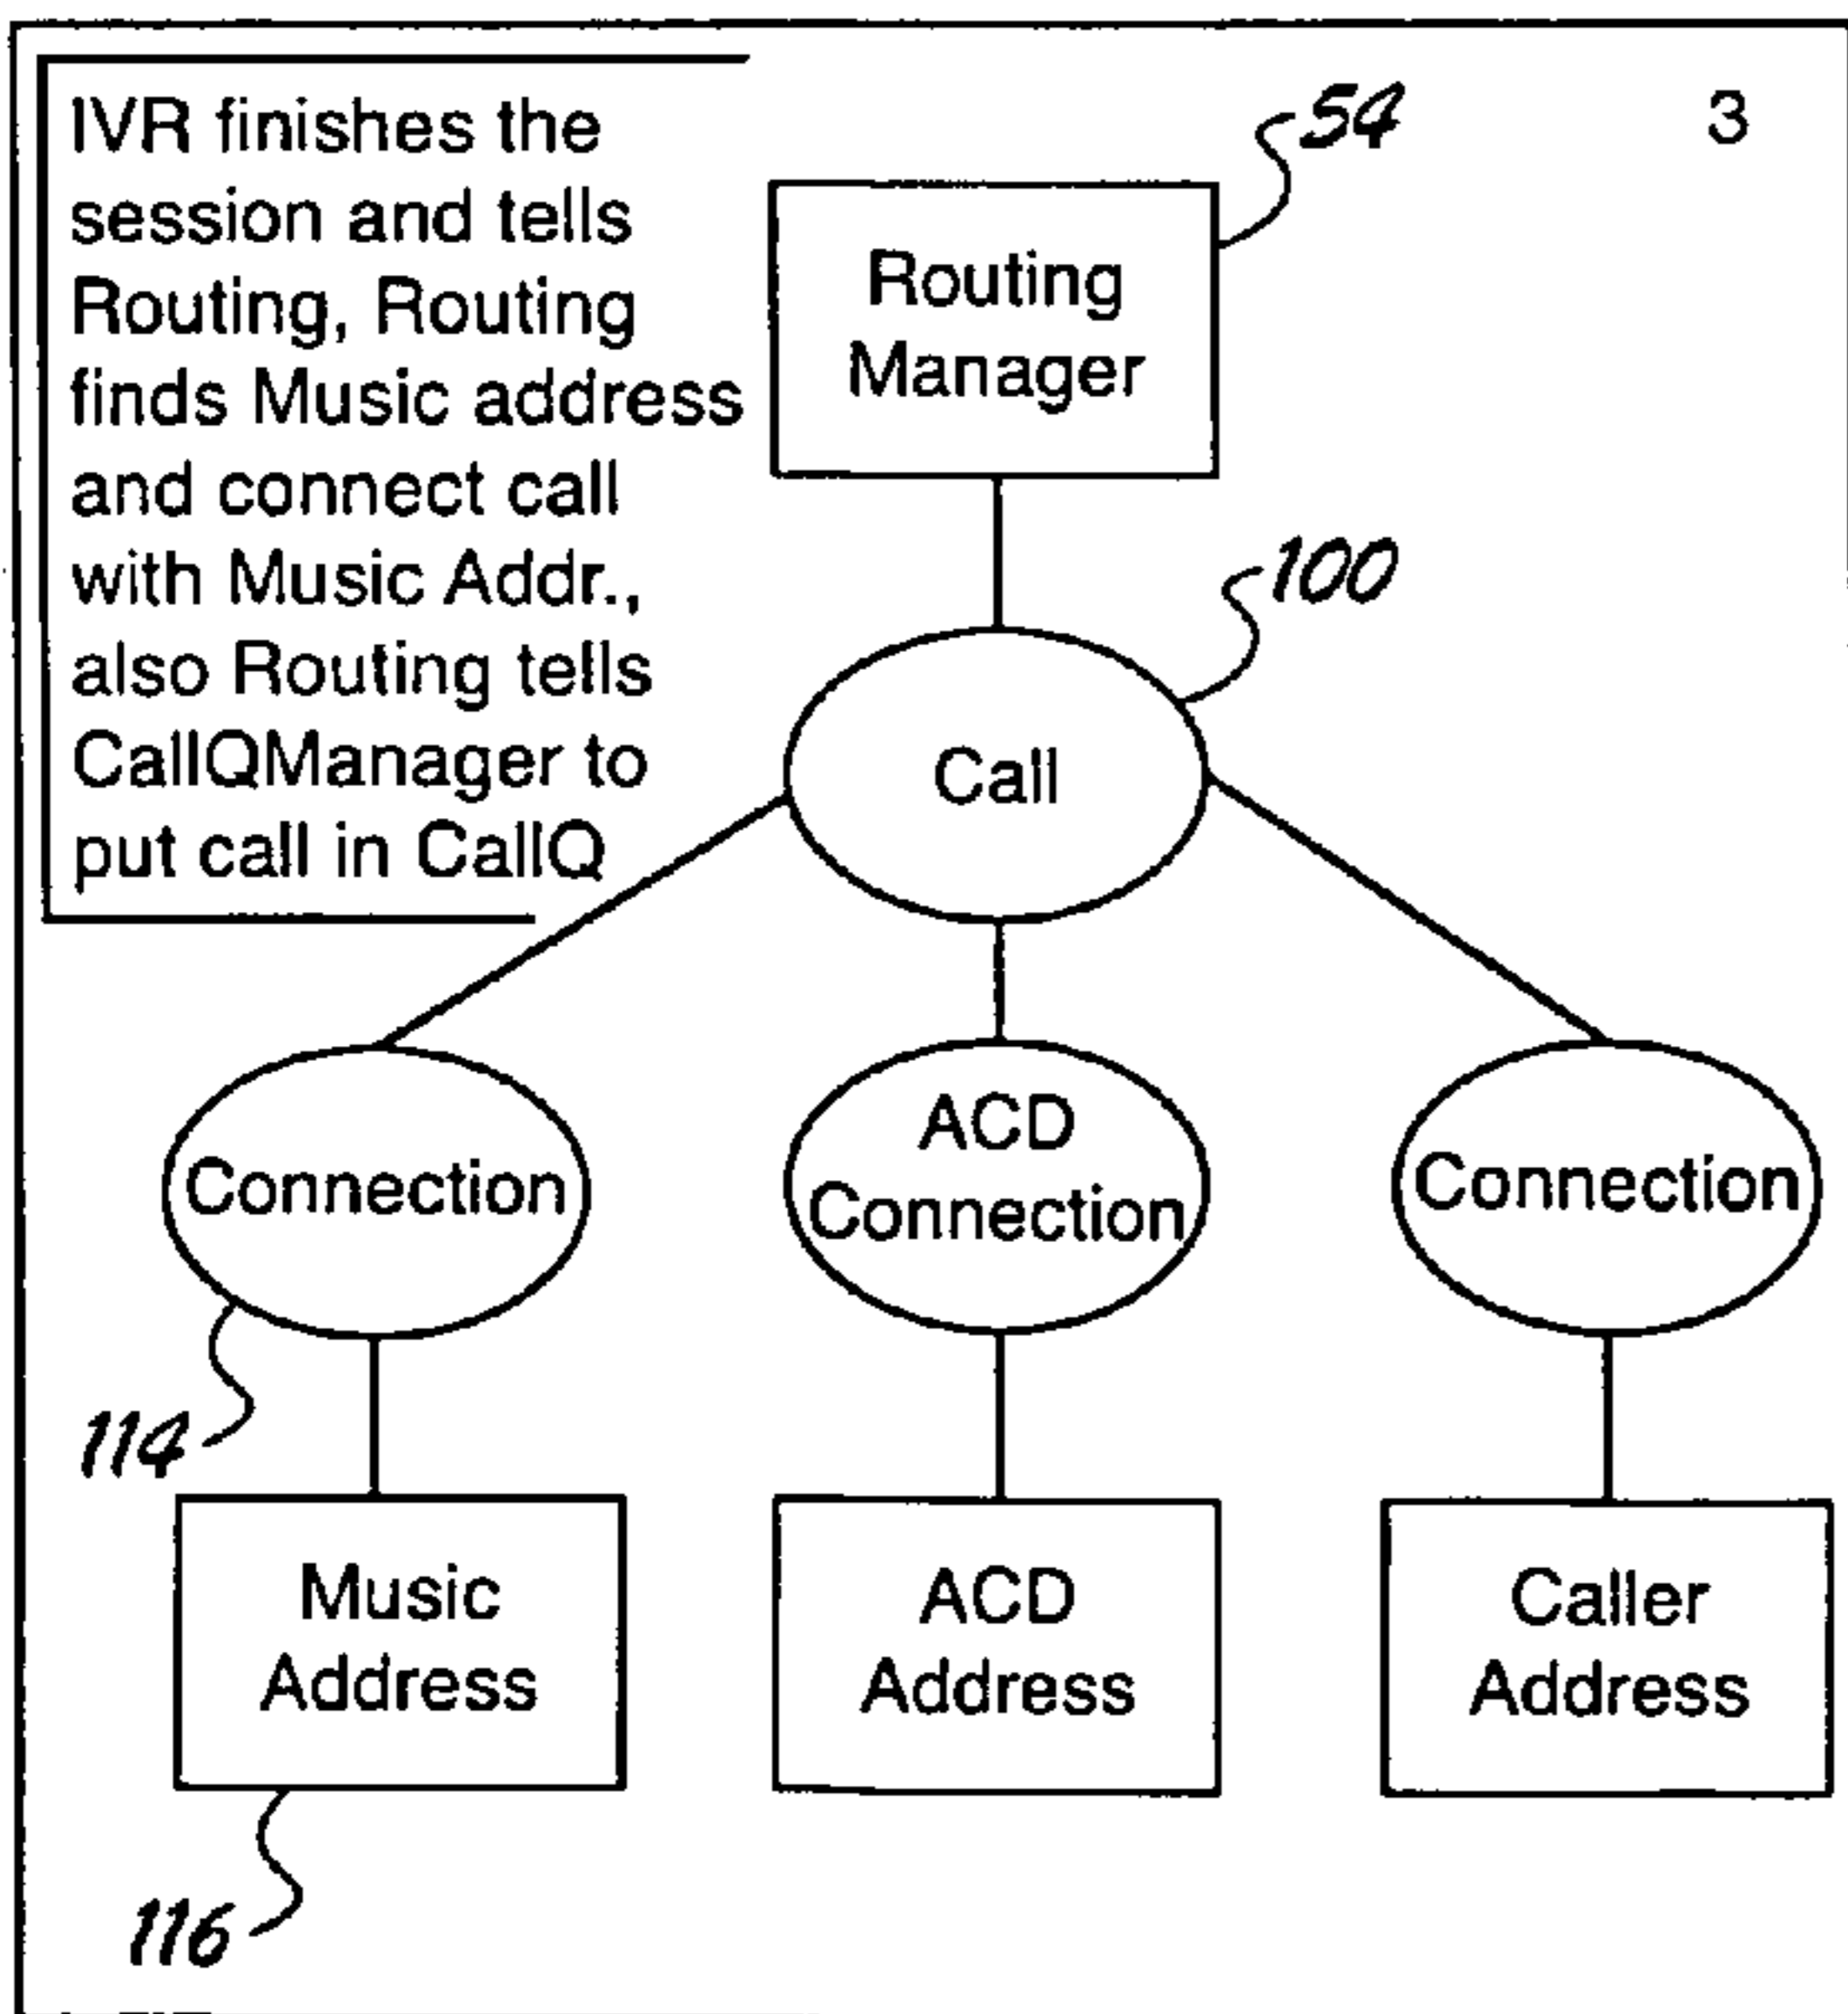 IVR finishes the
session and tells
Routing, Routing
finds Music address
and connect call
with Music Addr.,
also Routing tells
CallQManager to
put call in CallQ
3
54
Routing
Manager
100
Call
Connection
ACD
Connection
Connection
114
Music
Address
ACD
Address
Caller
Address
116